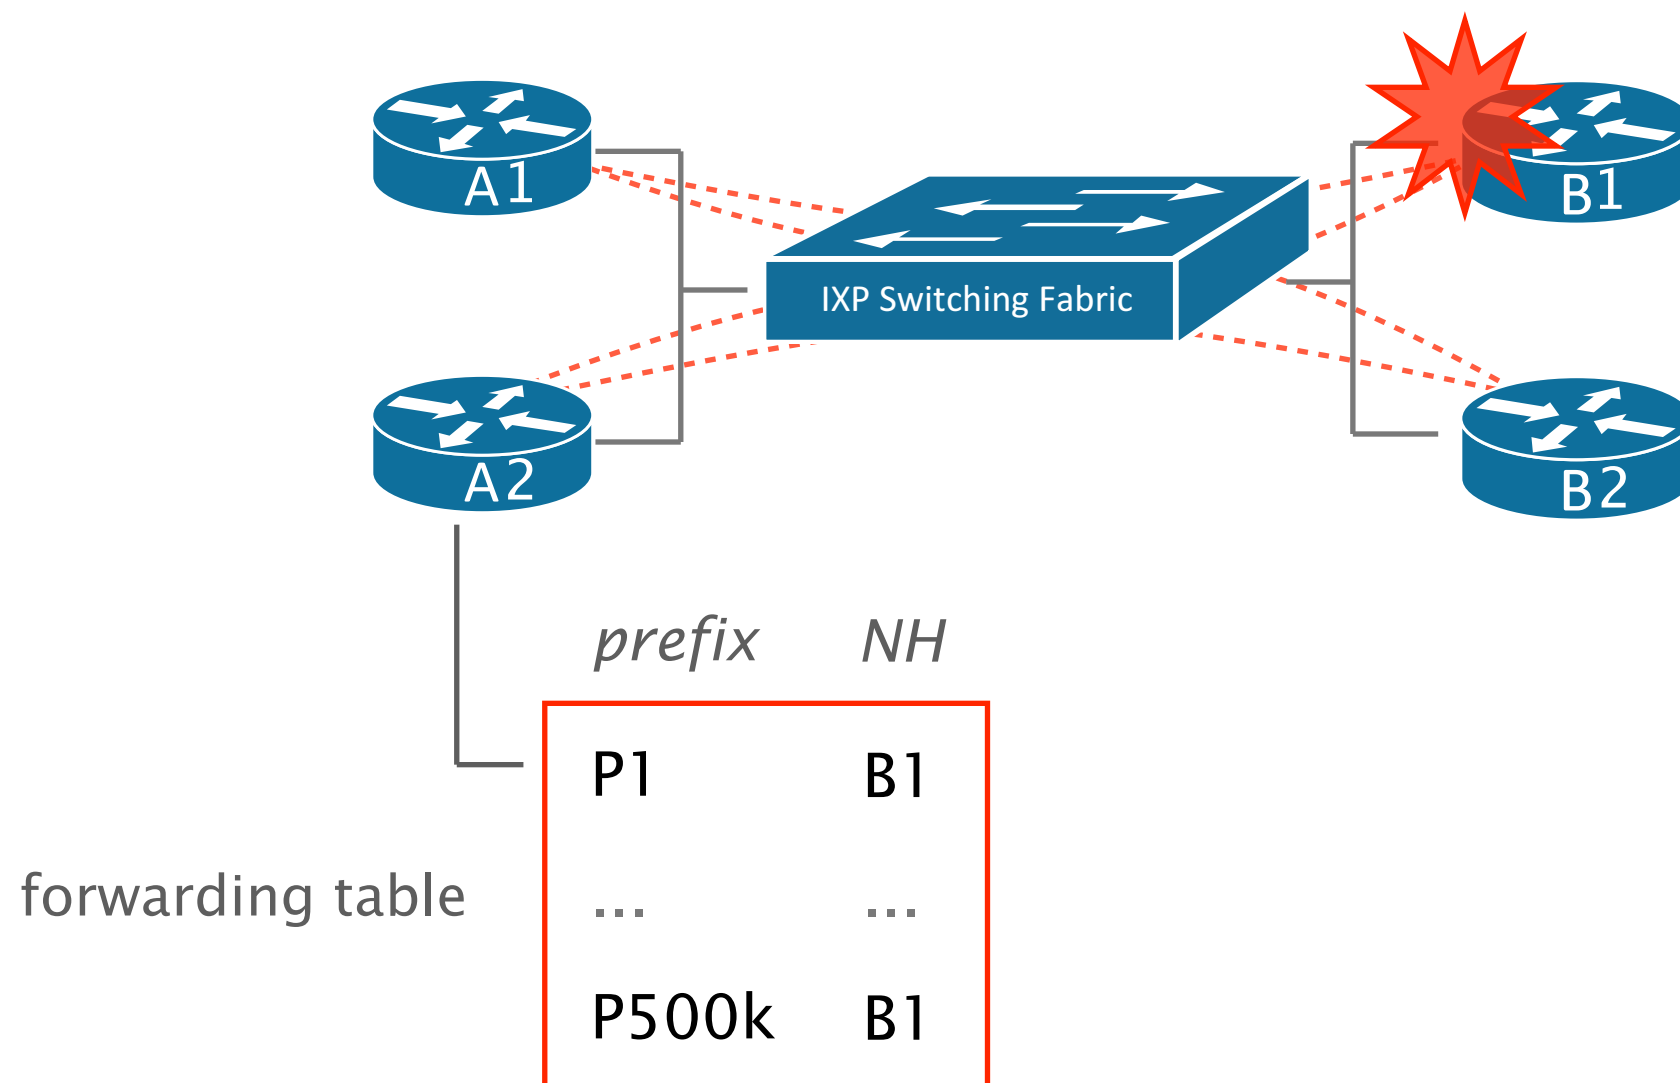 A1
B1
IXP Switching Fabric
A2
B2
prefix NH
P1 B1
forwarding table ... ...
P500k B1